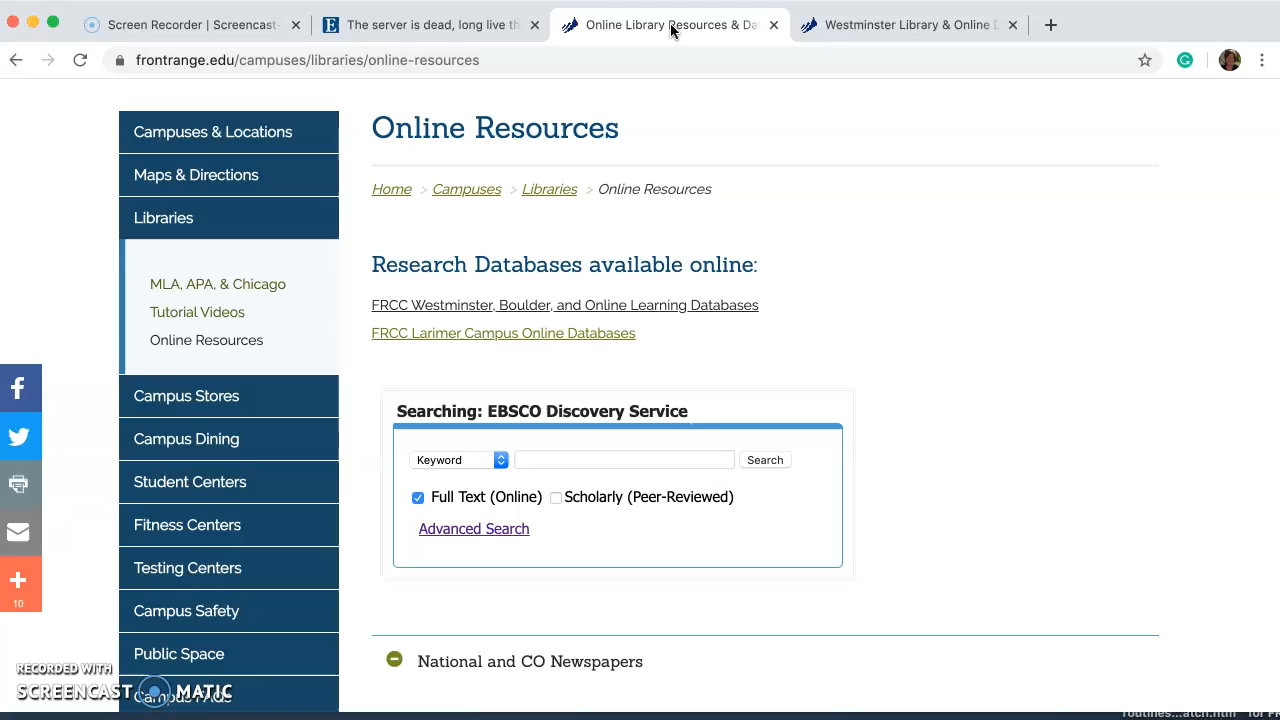 Screen Recorder | Screencast-
The server is dead, long live th
Online Library Resources & Da
Westminster Library & Online D
frontrange.edu/campuses/libraries/online-resources
Campuses & Locations
Maps & Directions
Libraries
MLA, APA, & Chicago
Tutorial Videos
Online Resources
Campus Stores
Campus Dining
Student Centers
Fitness Centers
Testing Centers
Campus Safety
Public Space
Campus
10
RECORDED WITH
SCREENCAST MATIC
Online Resources
Home > Campuses > Libraries > Online Resources
Research Databases available online:
FRCC Westminster, Boulder, and Online Learning Databases
FRCC Larimer Campus Online Databases
Searching: EBSCO Discovery Service
Keyword
Search
Full Text (Online)
Scholarly (Peer-Reviewed)
Advanced Search
National and CO Newspapers